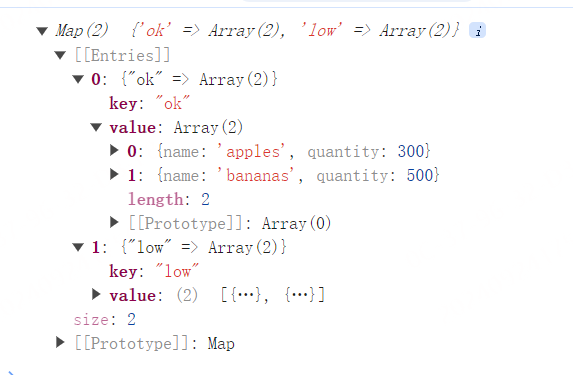 ▼ Map(2) {'ok' => Array(2), 'low' => Array(2)} i
▼ [[Entries]]
▼ 0: {"ok" => Array(2)}
key: "ok"
▼ value: Array(2)
▶ 0: {name: 'apples', quantity: 300}
▶ 1: {name: 'bananas', quantity: 500}
length: 2
▶ [[Prototype]]: Array(0)
▼ 1: {"low" => Array(2)}
key: "low"
▶ value: (2) [{…}, {…}]
size: 2
▶ [[Prototype]]: Map